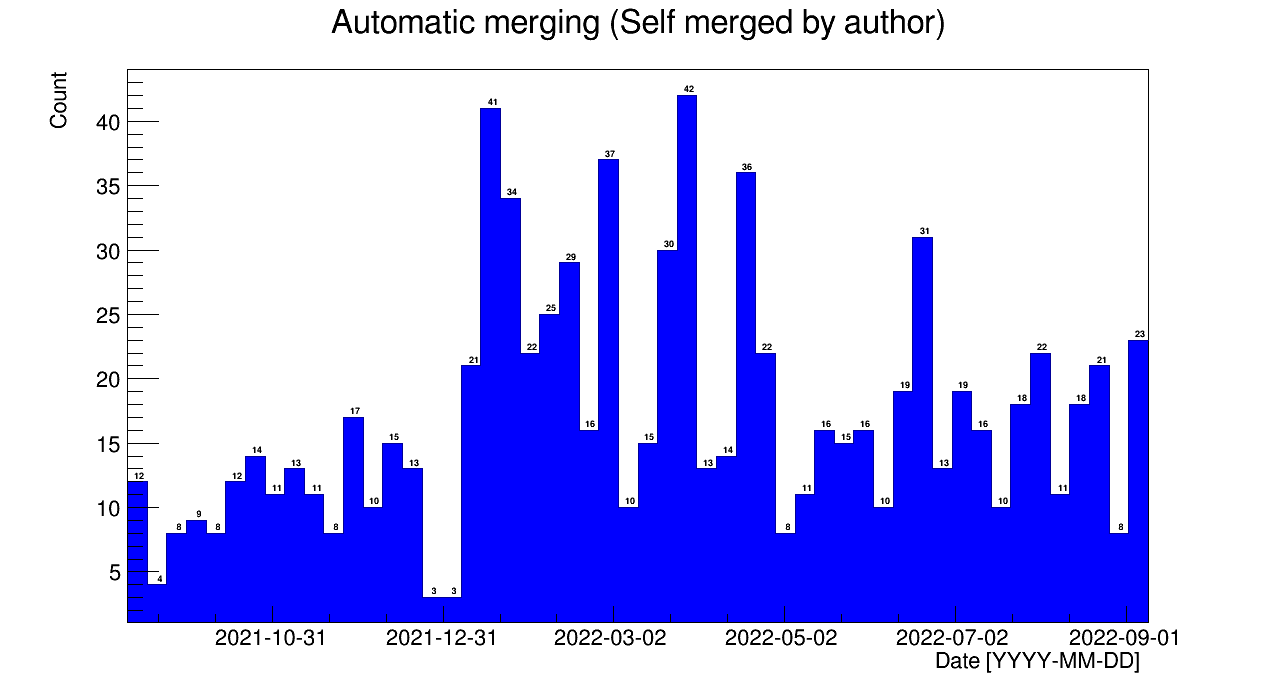 Automatic merging (Self merged by author)
Count
40
35
30
25
20
15
10
5
12 4 8 9 8 12 14 11 13 11 8 17 10 15 13 3 3 21 41 34 22 25 29 16 37 10 15 30 42 13 14 36 22 8 11 16 15 16 10 19 31 13 19 16 10 18 22 11 18 21 8 23
2021-10-31 2021-12-31 2022-03-02 2022-05-02 2022-07-02 2022-09-01
Date [YYYY-MM-DD]